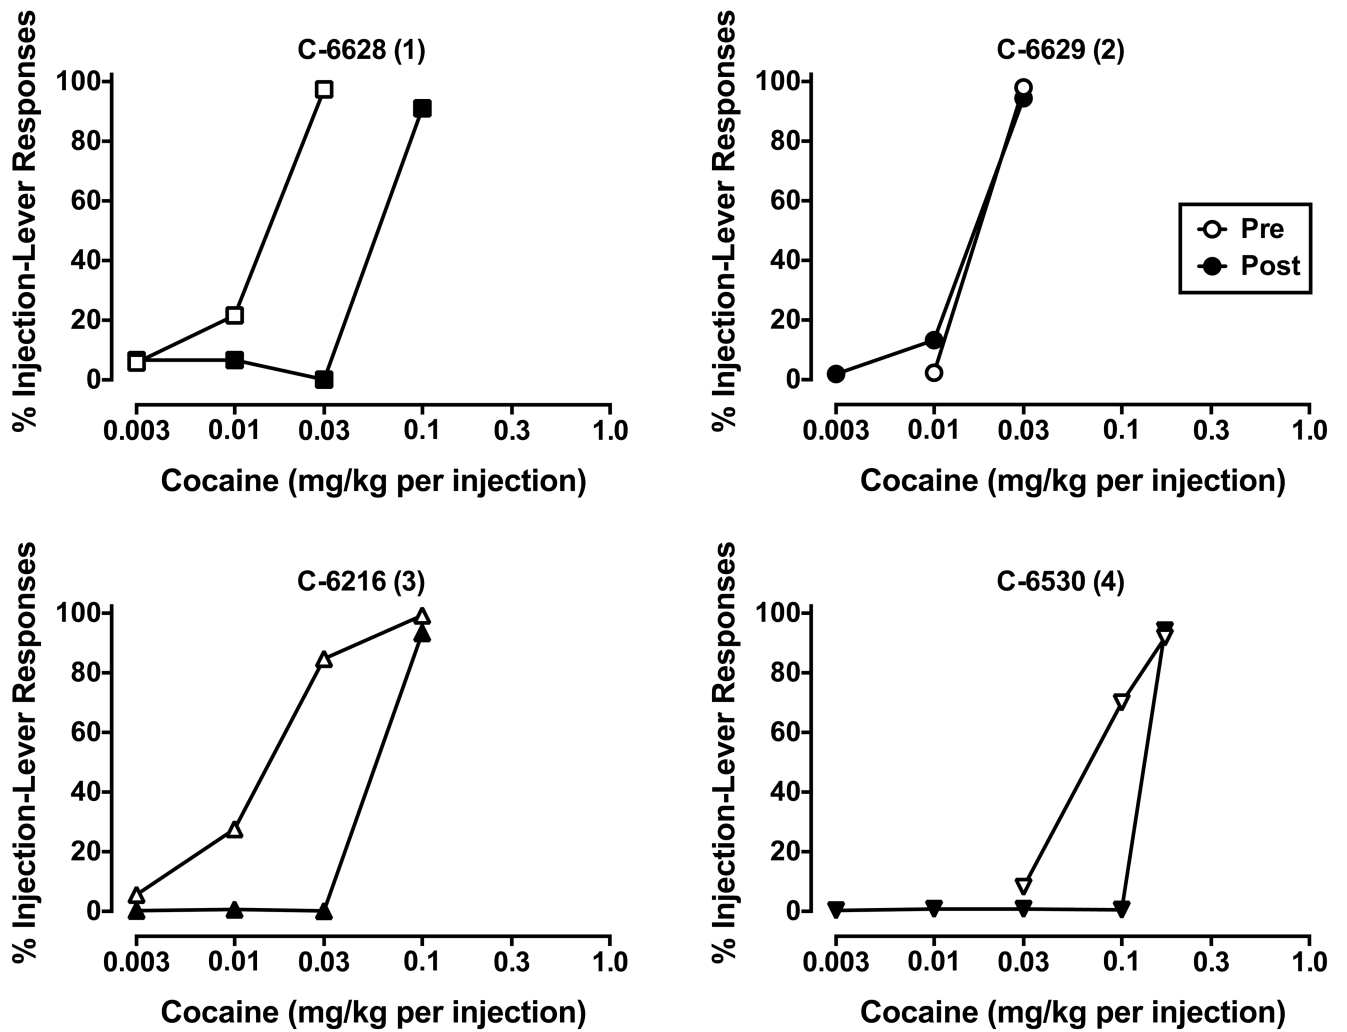 C-6628 (1)
% Injection-Lever Responses
100
80
60
40
20
0
0.003 0.01 0.03 0.1 0.3 1.0
Cocaine (mg/kg per injection)
C-6629 (2)
% Injection-Lever Responses
100
80
60
40
20
0
Pre
Post
0.003 0.01 0.03 0.1 0.3 1.0
Cocaine (mg/kg per injection)
C-6216 (3)
% Injection-Lever Responses
100
80
60
40
20
0
0.003 0.01 0.03 0.1 0.3 1.0
Cocaine (mg/kg per injection)
C-6530 (4)
% Injection-Lever Responses
100
80
60
40
20
0
0.003 0.01 0.03 0.1 0.3 1.0
Cocaine (mg/kg per injection)